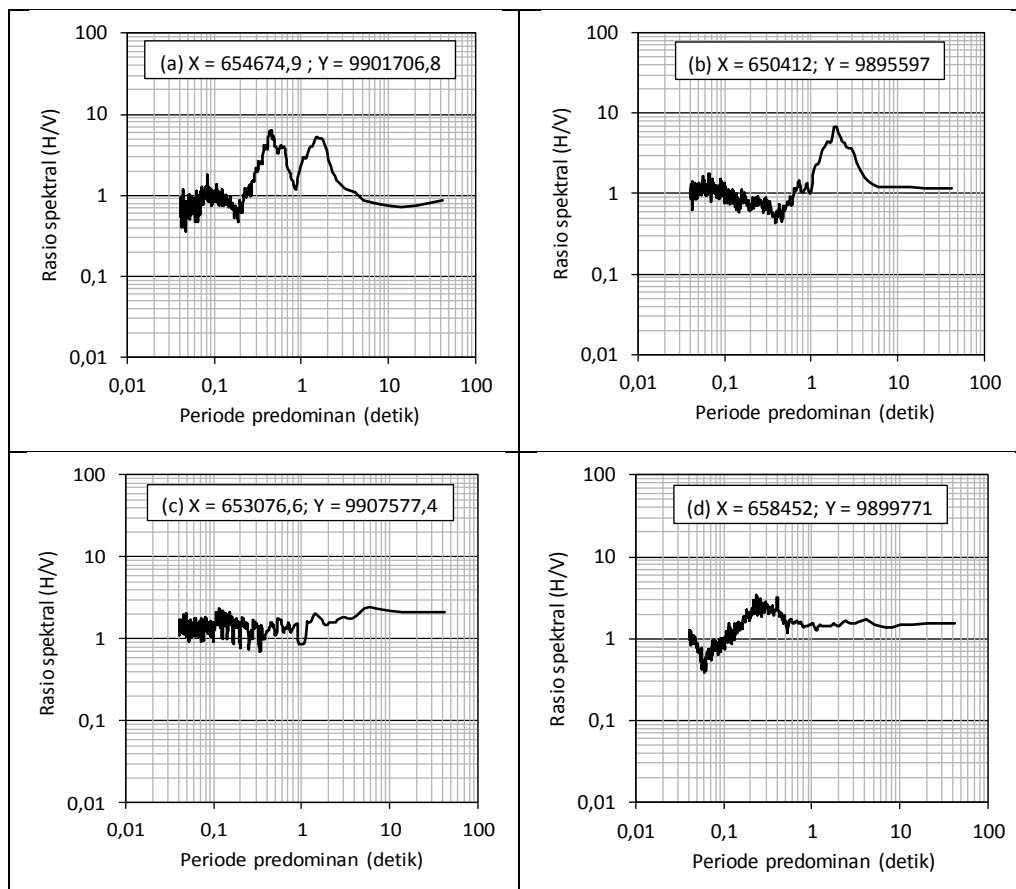 (a) X = 654674,9 ; Y = 9901706,8
100
10
1
0,1
0,01
Rasio spektral (H/V)
0,01 0,1 1 10 100
Periode predominan (detik)
(b) X = 650412; Y = 9895597
100
10
1
0,1
0,01
Rasio spektral (H/V)
0,01 0,1 1 10 100
Periode predominan (detik)
(c) X = 653076,6; Y = 9907577,4
100
10
1
0,1
0,01
Rasio spektral (H/V)
0,01 0,1 1 10 100
Periode predominan (detik)
(d) X = 658452; Y = 9899771
100
10
1
0,1
0,01
Rasio spektral (H/V)
0,01 0,1 1 10 100
Periode predominan (detik)